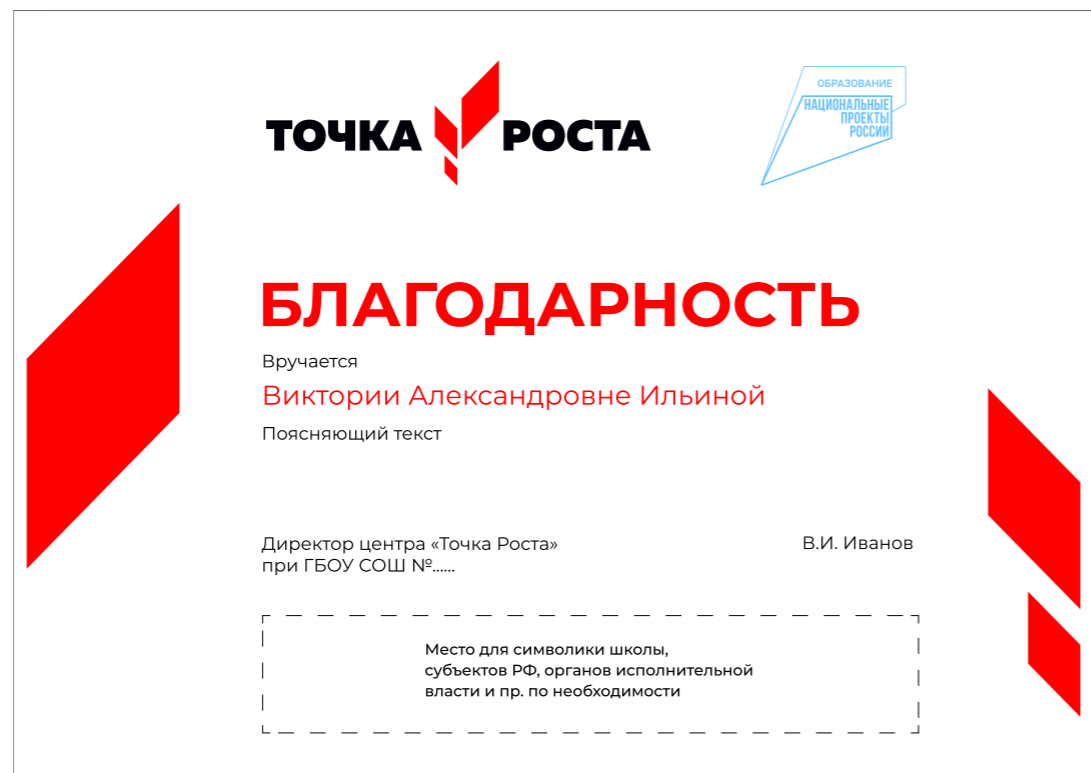 ТОЧКА РОСТА
ОБРАЗОВАНИЕ
НАЦИОНАЛЬНЫЕ
ПРОЕКТЫ
РОССИИ
БЛАГОДАРНОСТЬ
Вручается
Виктории Александровне Ильиной
Поясняющий текст
Директор центра «Точка Роста» В.И. Иванов
при ГБОУ СОШ №......
Место для символики школы,
субъектов РФ, органов исполнительной
власти и пр. по необходимости